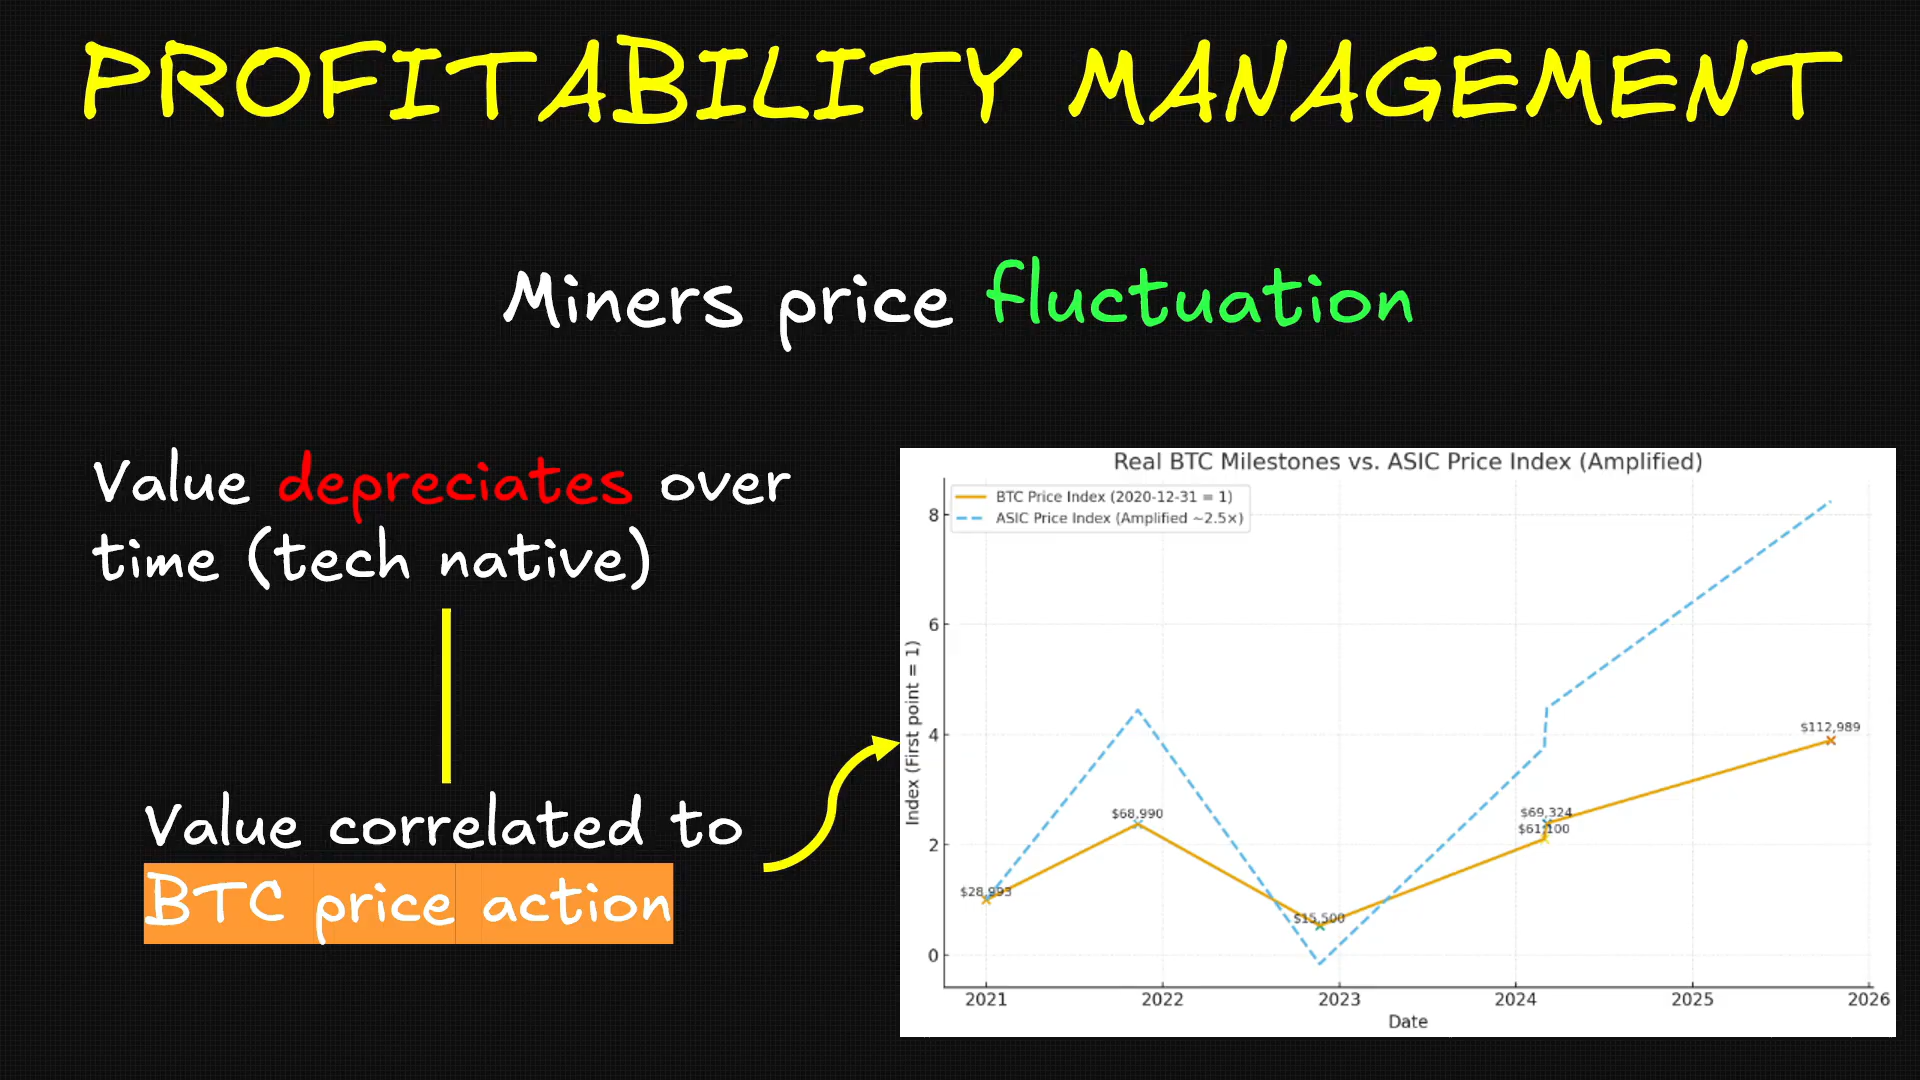 PROFITABILITY MANAGEMENT
Miners price fluctuation
Value depreciates over
time (tech native)
Value correlated to
BTC price action
Real BTC Milestones vs. ASIC Price Index (Amplified)
BTC Price Index (2020-12-31 = 1)
ASIC Price Index (Amplified ~2.5×)
Index (First point = 1)
8
6
4
2
0
$28,993
$68,990
$15,500
$69,324
$61,100
$112,989
2021 2022 2023 2024 2025 2026
Date